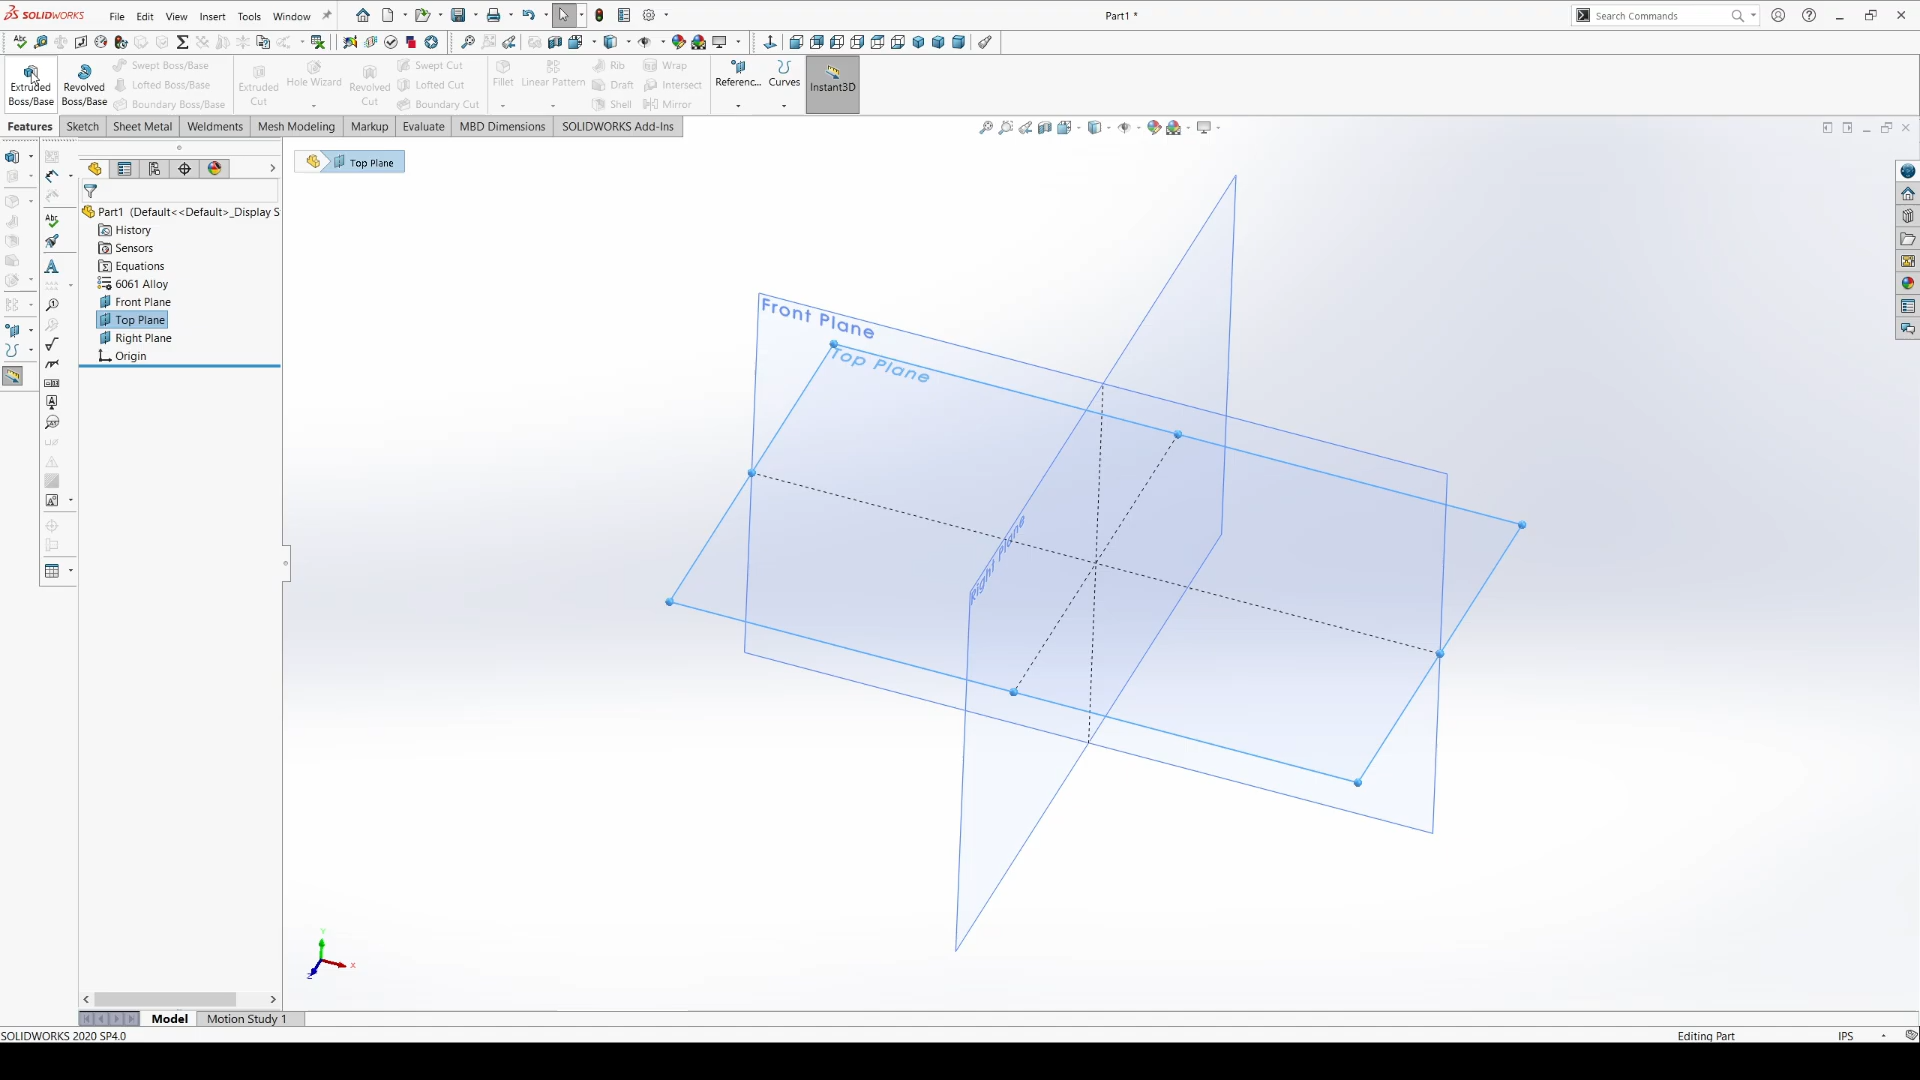 SOLIDWORKS File Edit View Insert Tools Window Part1 * Search Commands
Extruded Boss/Base
Revolved Boss/Base
Swept Boss/Base
Lofted Boss/Base
Boundary Boss/Base
Extruded Cut
Hole Wizard
Revolved Cut
Swept Cut
Lofted Cut
Boundary Cut
Fillet
Linear Pattern
Rib
Draft
Shell
Wrap
Intersect
Mirror
Referenc...
Curves
Instant3D
Features Sketch Sheet Metal Weldments Mesh Modeling Markup Evaluate MBD Dimensions SOLIDWORKS Add-Ins
Top Plane
Part1 (Default<<Default>_Display S
History
Sensors
Equations
6061 Alloy
Front Plane
Top Plane
Right Plane
Origin
Front Plane
Top Plane
Right Plane
Y
X
Z
Model Motion Study 1
SOLIDWORKS 2020 SP4.0 Editing Part IPS